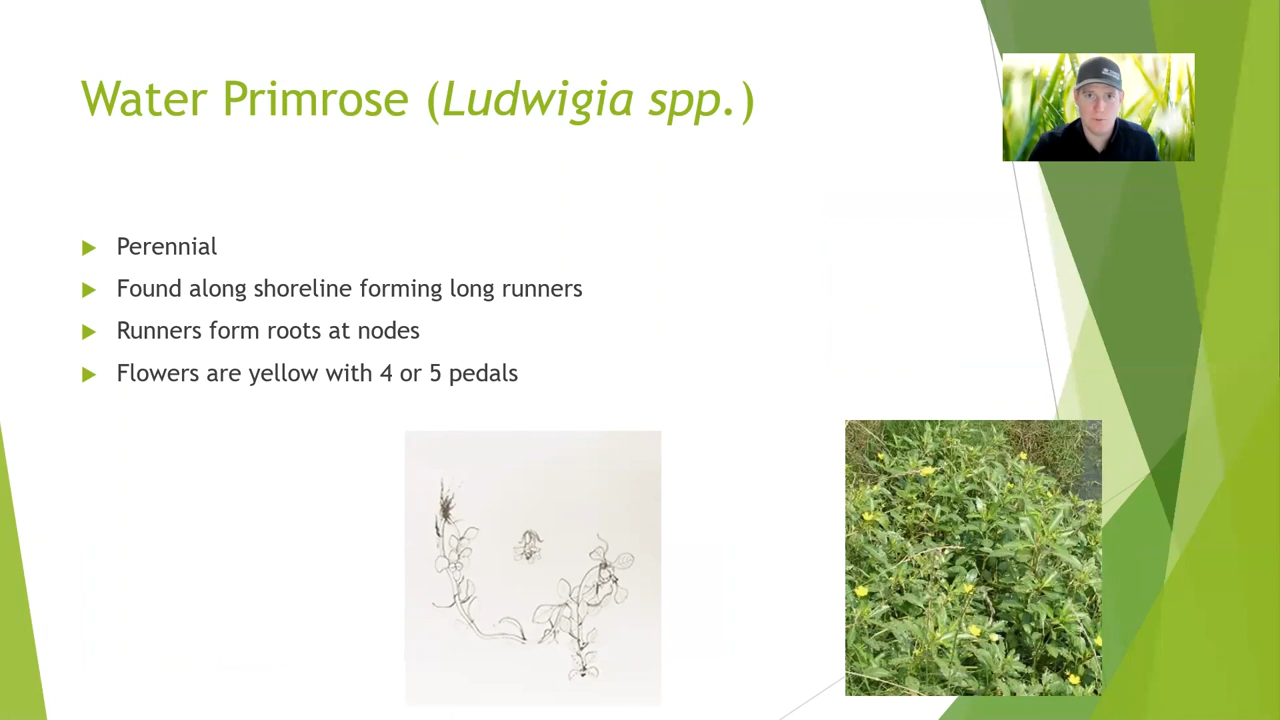 Water Primrose (Ludwigia spp.)
Perennial
Found along shoreline forming long runners
Runners form roots at nodes
Flowers are yellow with 4 or 5 pedals